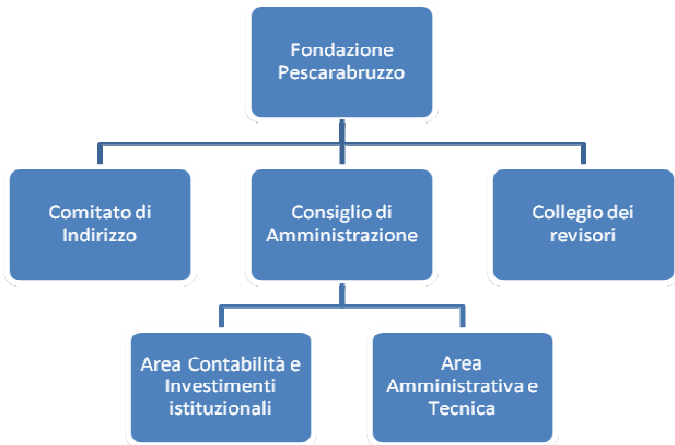 Fondazione
Pescarabruzzo
Comitato di
Indirizzo
Consiglio di
Amministrazione
Collegio dei
revisori
Area Contabilità e
Investimenti
istituzionali
Area
Amministrativa e
Tecnica